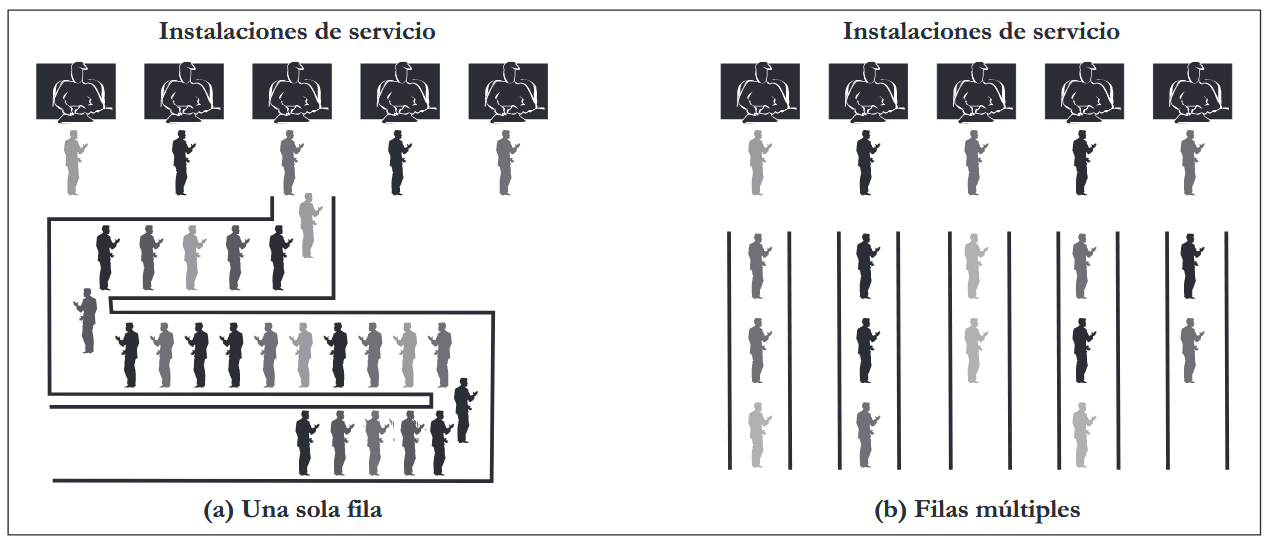 Instalaciones de servicio
Instalaciones de servicio
(a) Una sola fila
(b) Filas múltiples